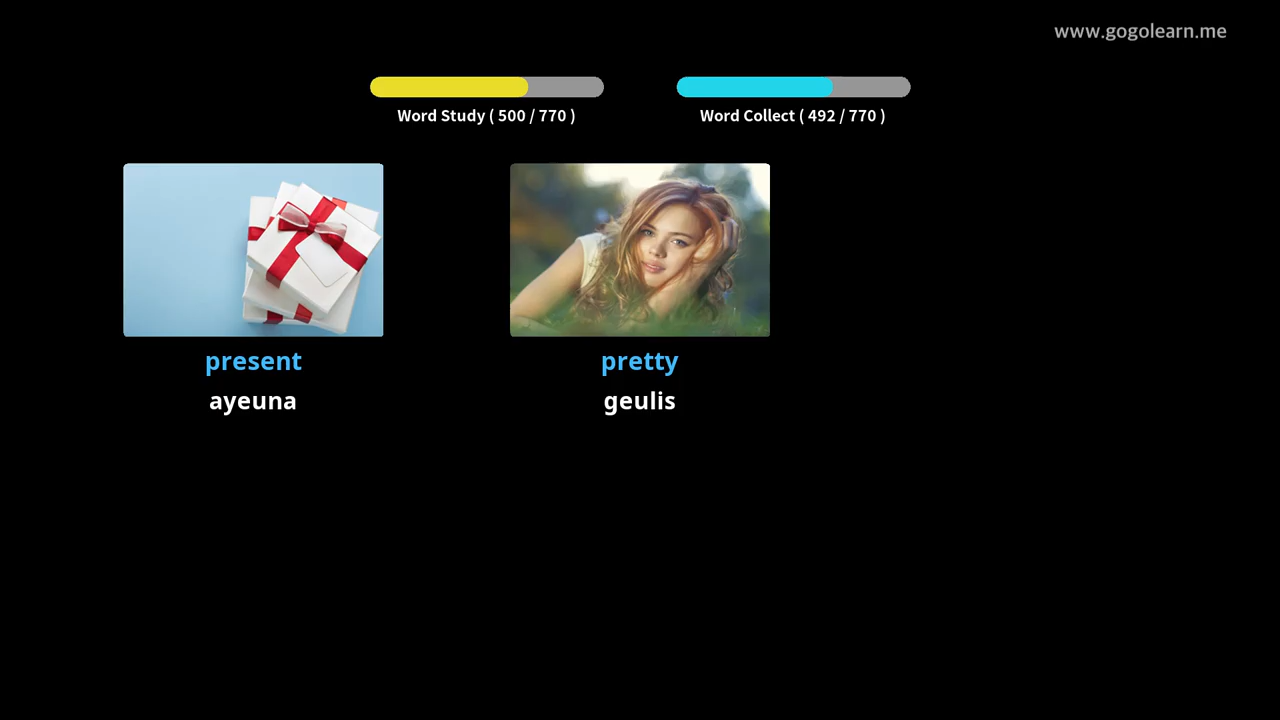 www.gogolearn.me
Word Study ( 500 / 770 )
Word Collect ( 492 / 770 )
present
ayeuna
pretty
geulis